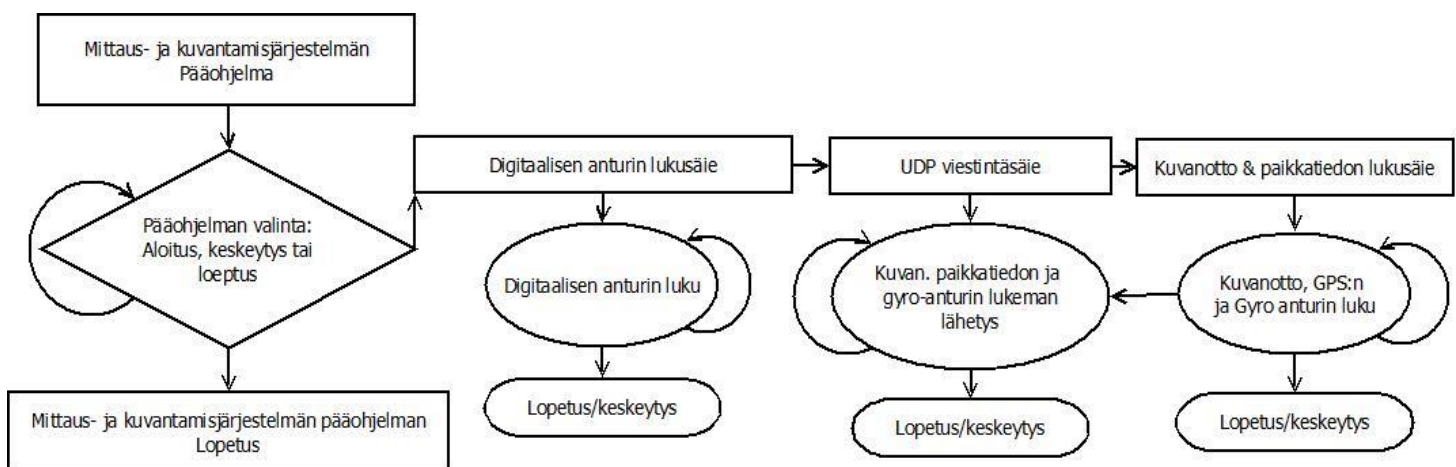 Mittaus- ja kuvantamisjärjestelmän
Pääohjelma
Pääohjelman valinta:
Aloitus, keskeytys tai
loeptus
Mittaus- ja kuvantamisjärjestelmän pääohjelman
Lopetus
Digitaalisen anturin lukusäie
Digitaalisen anturin luku
Lopetus/keskeytys
UDP viestintäsäie
Kuvan. paikkatiedon ja
gyro-anturin lukeman
lähetys
Lopetus/keskeytys
Kuvanotto & paikkatiedon lukusäie
Kuvanotto, GPS:n
ja Gyro anturin luku
Lopetus/keskeytys